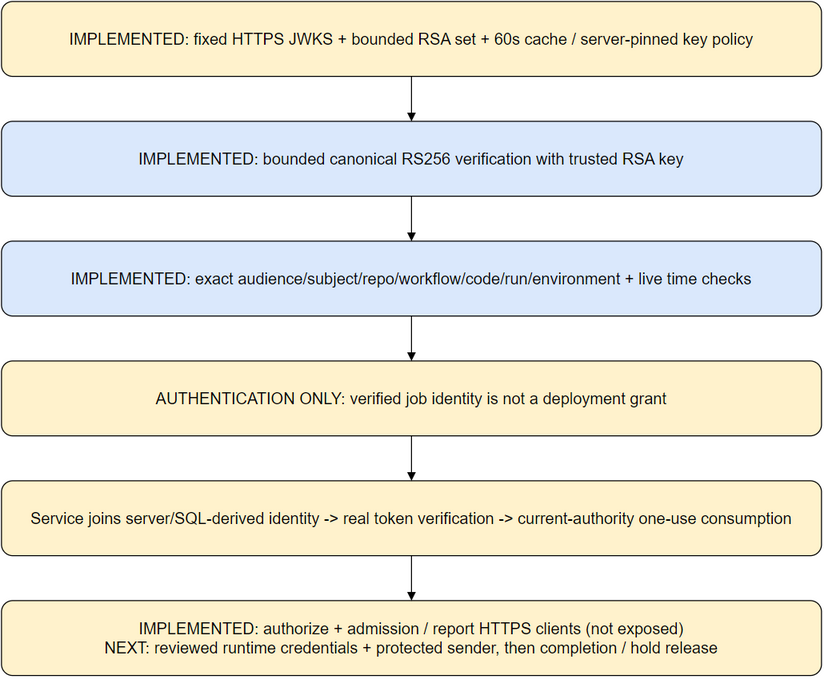 IMPLEMENTED: fixed HTTPS JWKS + bounded RSA set + 60s cache / server-pinned key policy
IMPLEMENTED: bounded canonical RS256 verification with trusted RSA key
IMPLEMENTED: exact audience/subject/repo/workflow/code/run/environment + live time checks
AUTHENTICATION ONLY: verified job identity is not a deployment grant
Service joins server/SQL-derived identity -> real token verification -> current-authority one-use consumption
IMPLEMENTED: authorize + admission / report HTTPS clients (not exposed)
NEXT: reviewed runtime credentials + protected sender, then completion / hold release